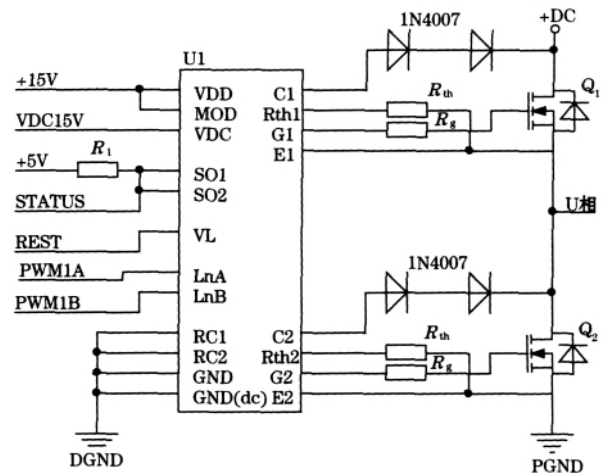 1N4007
+DC
U1
+15V
VDD
MOD
VDC15V
VDC
+5V
R1
SO1
SO2
STATUS
REST
VL
PWM1A
LnA
PWM1B
LnB
RC1
RC2
GND
GND(dc)
DGND
C1
Rth1
G1
E1
Rth
Rg
Q1
U相
1N4007
C2
Rth2
G2
E2
Rth
Rg
Q2
PGND